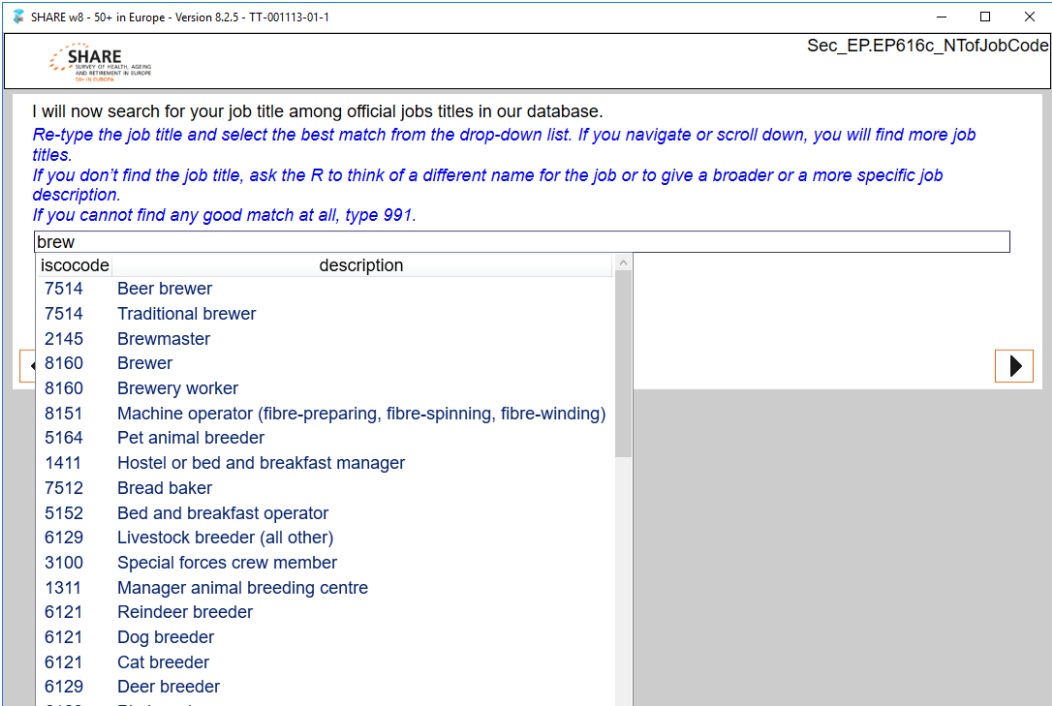 SHARE w8 - 50+ in Europe - Version 8.2.5 - TT-001113-01-1
Sec_EP.EP616c_NTofJobCode
SHARE
SURVEY OF HEALTH, AGEING
AND RETIREMENT IN EUROPE
50+ IN EUROPE
I will now search for your job title among official jobs titles in our database.
Re-type the job title and select the best match from the drop-down list. If you navigate or scroll down, you will find more job
titles.
If you don't find the job title, ask the R to think of a different name for the job or to give a broader or a more specific job
description.
If you cannot find any good match at all, type 991.
brew
iscocode description
7514 Beer brewer
7514 Traditional brewer
2145 Brewmaster
8160 Brewer
8160 Brewery worker
8151 Machine operator (fibre-preparing, fibre-spinning, fibre-winding)
5164 Pet animal breeder
1411 Hostel or bed and breakfast manager
7512 Bread baker
5152 Bed and breakfast operator
6129 Livestock breeder (all other)
3100 Special forces crew member
1311 Manager animal breeding centre
6121 Reindeer breeder
6121 Dog breeder
6121 Cat breeder
6129 Deer breeder